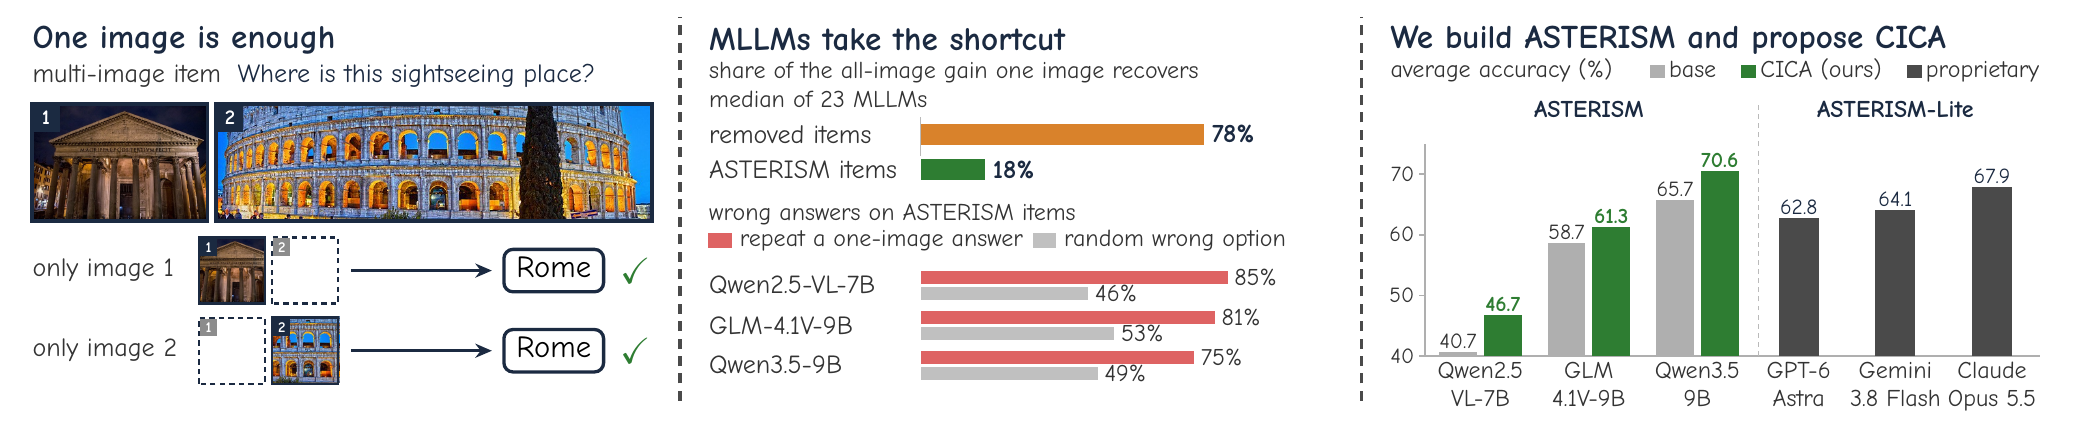 One image is enough
multi-image item Where is this sightseeing place?
1
2
only image 1
1
2
Rome
✓
only image 2
1
2
Rome
✓
MLLMs take the shortcut
share of the all-image gain one image recovers
median of 23 MLLMs
removed items 78%
ASTERISM items 18%
wrong answers on ASTERISM items
repeat a one-image answer random wrong option
Qwen2.5-VL-7B 85%
46%
GLM-4.1V-9B 81%
53%
Qwen3.5-9B 75%
49%
We build ASTERISM and propose CICA
average accuracy (%) base CICA (ours) proprietary
ASTERISM ASTERISM-Lite
70
60
50
40
40.7 46.7
58.7 61.3
65.7 70.6
62.8
64.1
67.9
Qwen2.5 GLM Qwen3.5 GPT-6 Gemini Claude
VL-7B 4.1V-9B 9B Astra 3.8 Flash Opus 5.5